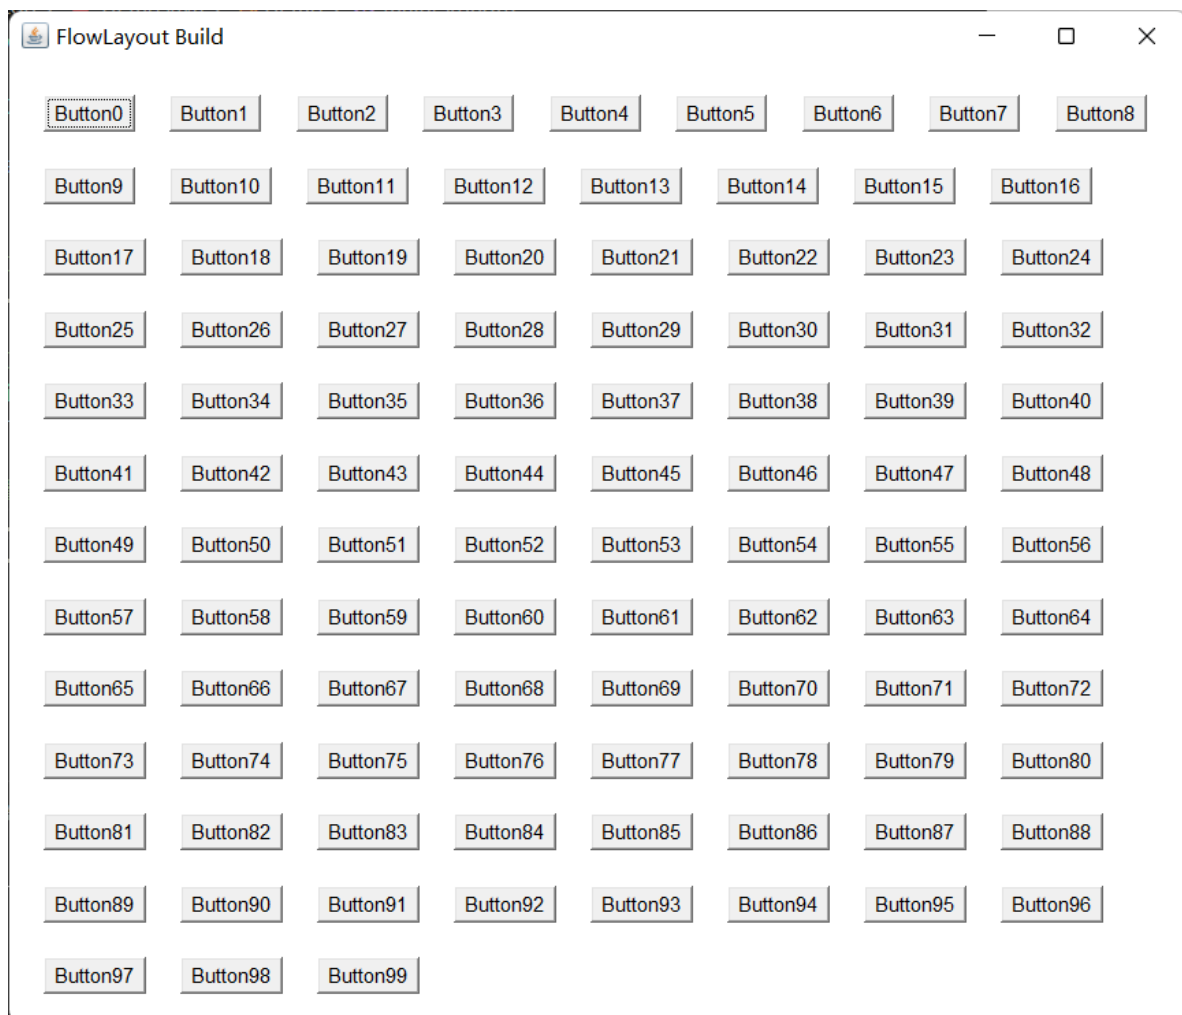 FlowLayout Build
Button0 Button1 Button2 Button3 Button4 Button5 Button6 Button7 Button8
Button9 Button10 Button11 Button12 Button13 Button14 Button15 Button16
Button17 Button18 Button19 Button20 Button21 Button22 Button23 Button24
Button25 Button26 Button27 Button28 Button29 Button30 Button31 Button32
Button33 Button34 Button35 Button36 Button37 Button38 Button39 Button40
Button41 Button42 Button43 Button44 Button45 Button46 Button47 Button48
Button49 Button50 Button51 Button52 Button53 Button54 Button55 Button56
Button57 Button58 Button59 Button60 Button61 Button62 Button63 Button64
Button65 Button66 Button67 Button68 Button69 Button70 Button71 Button72
Button73 Button74 Button75 Button76 Button77 Button78 Button79 Button80
Button81 Button82 Button83 Button84 Button85 Button86 Button87 Button88
Button89 Button90 Button91 Button92 Button93 Button94 Button95 Button96
Button97 Button98 Button99